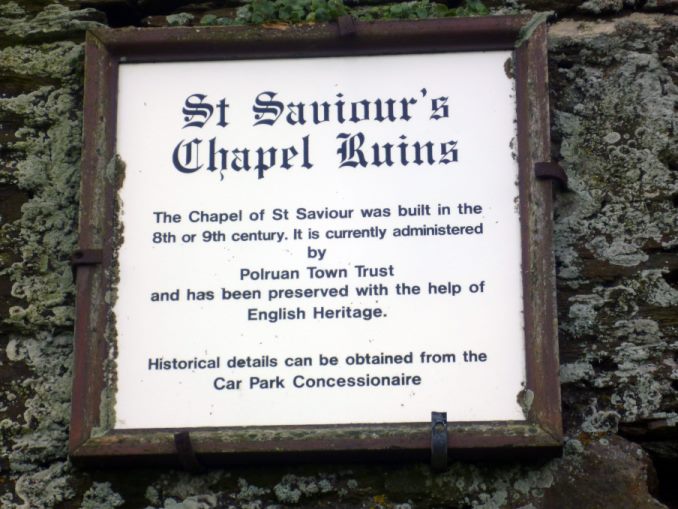 St Saviour's
Chapel Ruins
The Chapel of St Saviour was built in the
8th or 9th century. It is currently administered
by
Polruan Town Trust
and has been preserved with the help of
English Heritage.
Historical details can be obtained from the
Car Park Concessionaire